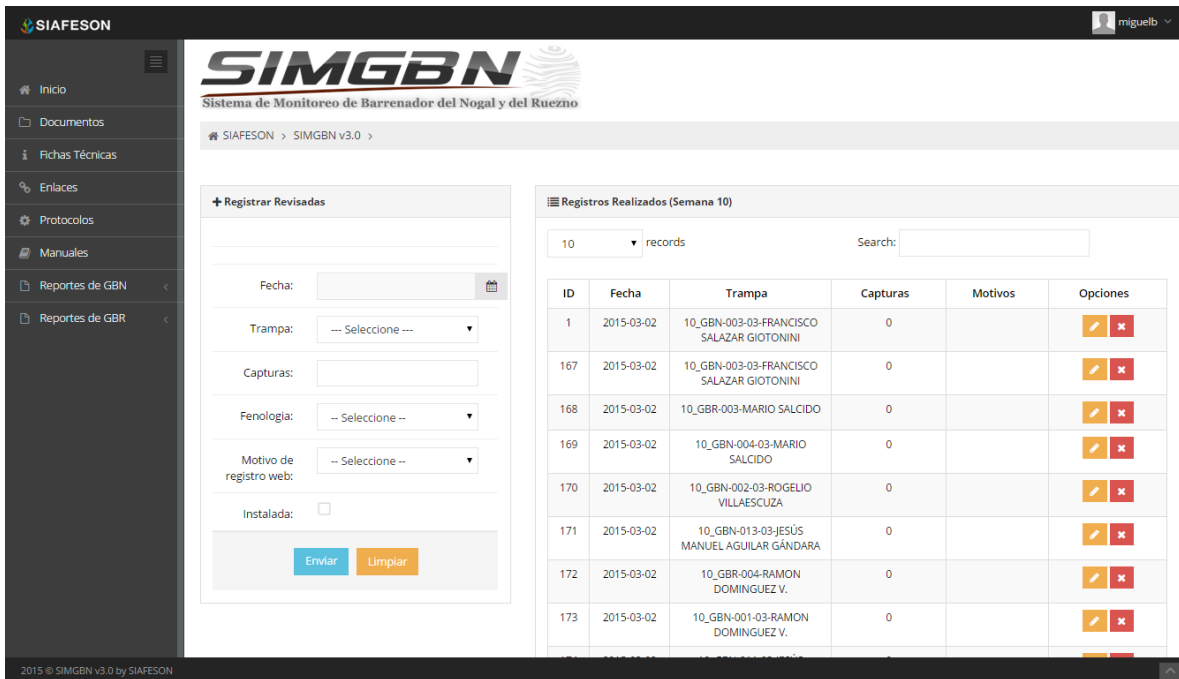 SIAFESON
miguelb
Inicio
Documentos
Fichas Técnicas
Enlaces
Protocolos
Manuales
Reportes de GBN
Reportes de GBR
SIMGBN
Sistema de Monitoreo de Barrenador del Nogal y del Ruezno
SIAFESON > SIMGBN v3.0 >
Registrar Revisadas
Fecha:
Trampa:
--- Seleccione ---
Capturas:
Fenologia:
-- Seleccione --
Motivo de
registro web:
-- Seleccione --
Instalada:
Enviar
Limpiar
Registros Realizados (Semana 10)
10 records
Search:
ID Fecha Trampa Capturas Motivos Opciones
1 2015-03-02 10_GBN-003-03-FRANCISCO 0
SALAZAR GIOTONINI
167 2015-03-02 10_GBN-003-03-FRANCISCO 0
SALAZAR GIOTONINI
168 2015-03-02 10_GBR-003-MARIO SALCIDO 0
169 2015-03-02 10_GBN-004-03-MARIO 0
SALCIDO
170 2015-03-02 10_GBN-002-03-ROGELIO 0
VILLAESCUZA
171 2015-03-02 10_GBN-013-03-JESÚS 0
MANUEL AGUILAR GÁNDARA
172 2015-03-02 10_GBR-004-RAMON 0
DOMINGUEZ V.
173 2015-03-02 10_GBN-001-03-RAMON 0
DOMINGUEZ V.
2015 © SIMGBN v3.0 by SIAFESON